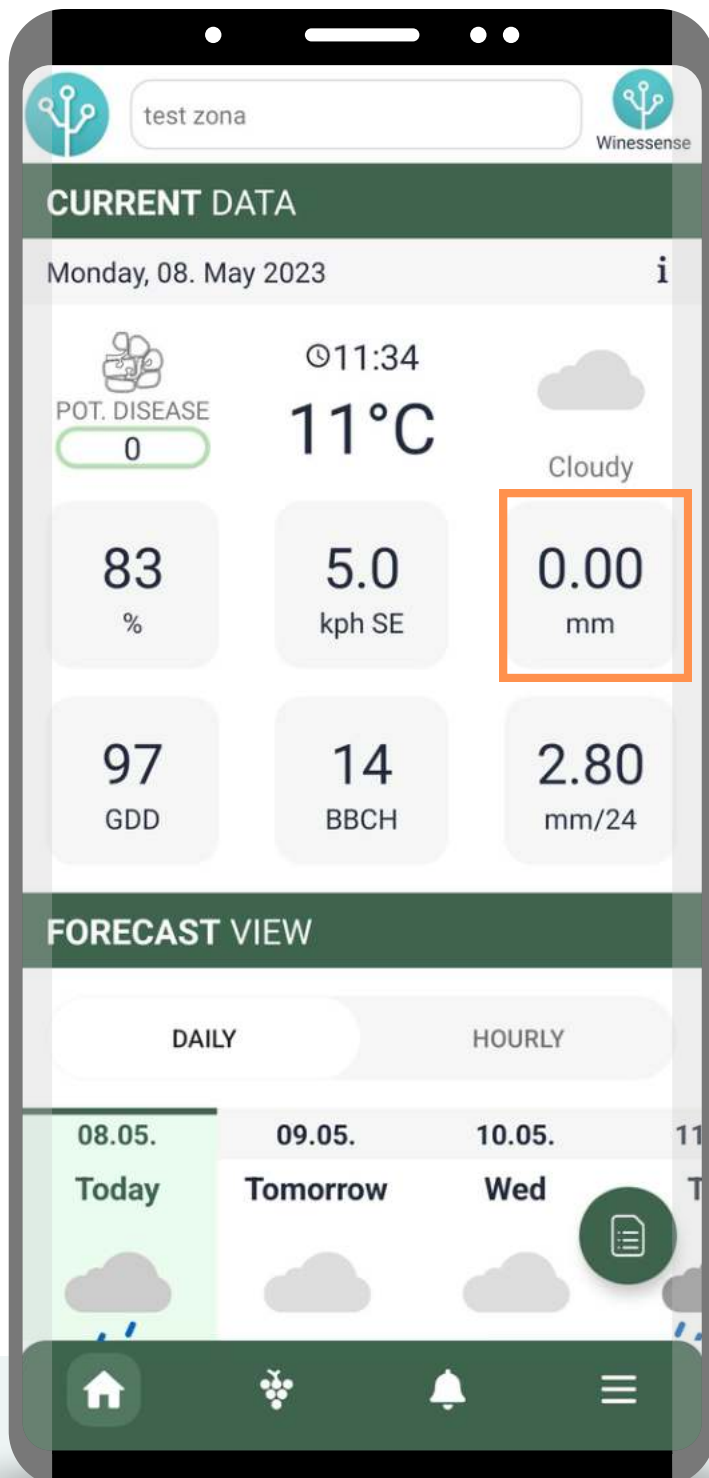 test zona
Winessense
CURRENT DATA
Monday, 08. May 2023 i
POT. DISEASE
0
11:34
11°C
Cloudy
83
%
5.0
kph SE
0.00
mm
97
GDD
14
BBCH
2.80
mm/24
FORECAST VIEW
DAILY HOURLY
08.05. 09.05. 10.05. 11
Today Tomorrow Wed T